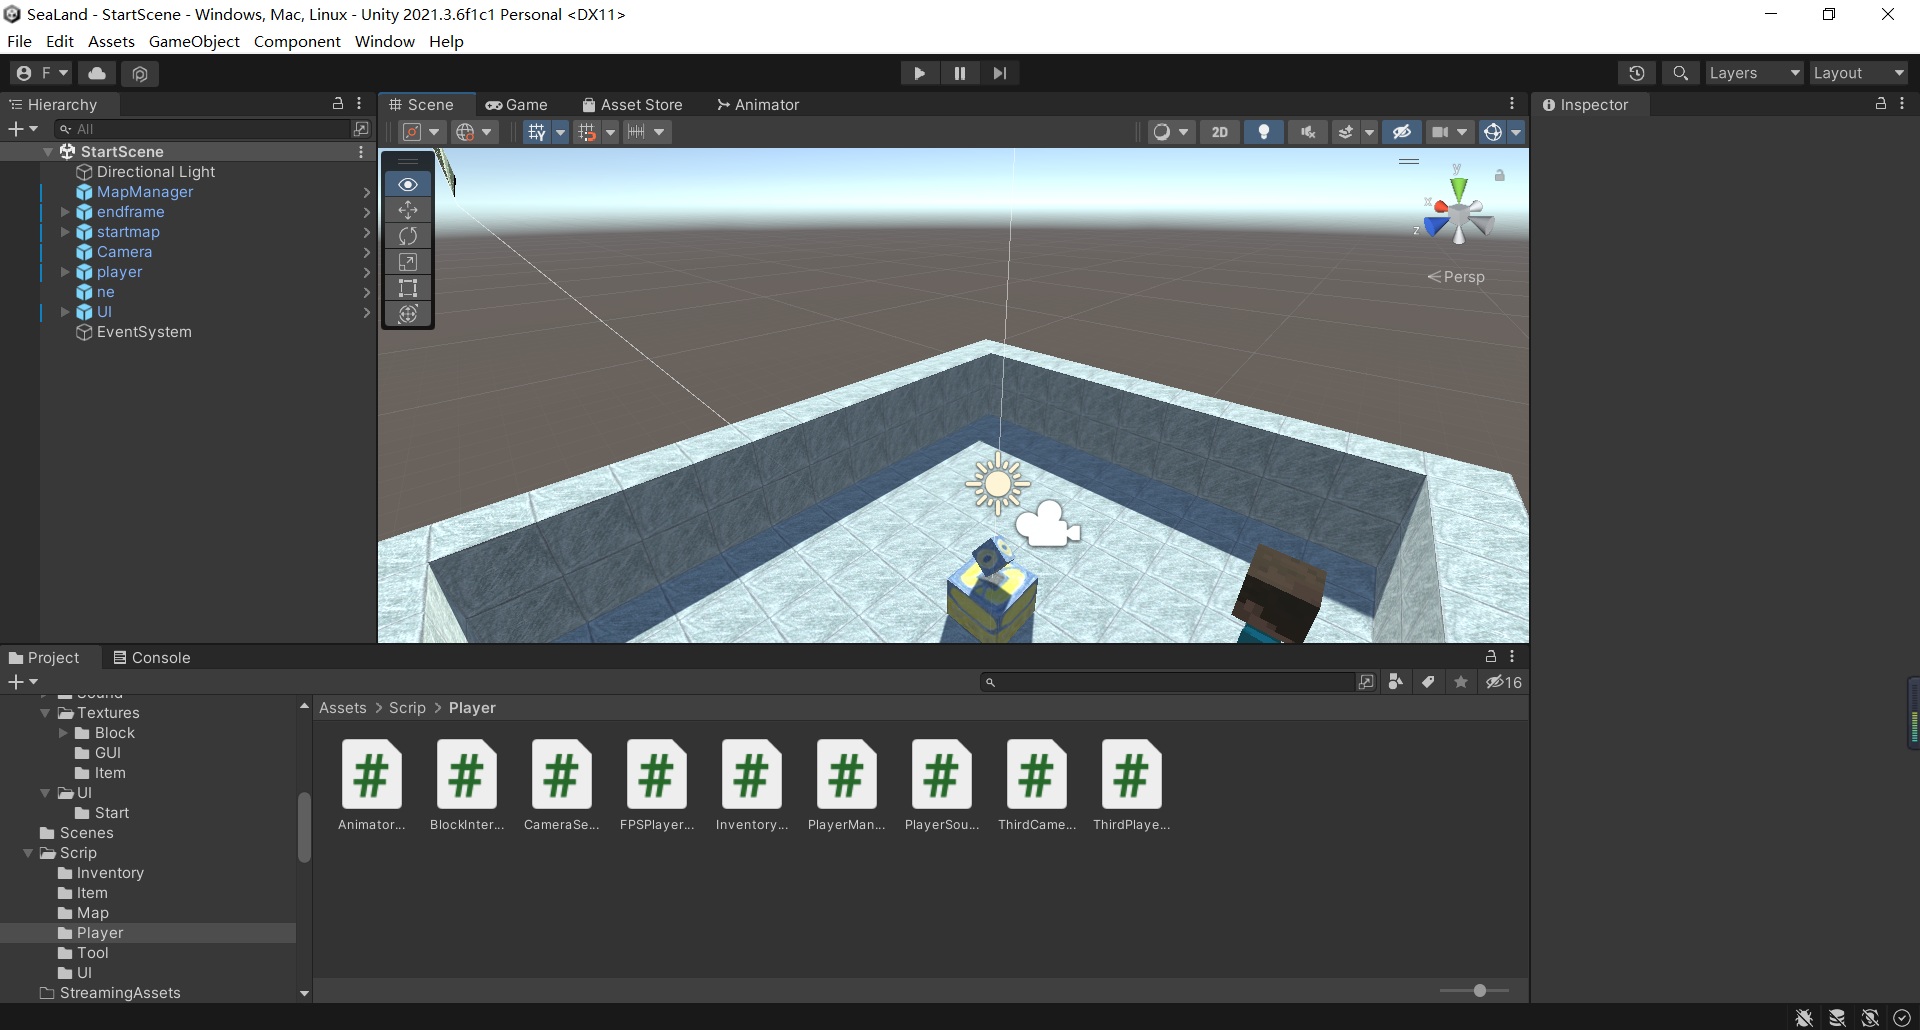 SeaLand - StartScene - Windows, Mac, Linux - Unity 2021.3.6f1c1 Personal <DX11>
File Edit Assets GameObject Component Window Help
F
Layers
Layout
Hierarchy
All
StartScene
Directional Light
MapManager
endframe
startmap
Camera
player
ne
UI
EventSystem
Scene
Game
Asset Store
Animator
Y
2D
y
x
z
Persp
Inspector
Project
Console
16
Sound
Textures
Block
GUI
Item
UI
Start
Scenes
Scrip
Inventory
Item
Map
Player
Tool
UI
StreamingAssets
Assets > Scrip > Player
# # # # # # # # #
Animator... BlockInter... CameraSe... FPSPlayer... Inventory... PlayerMan... PlayerSou... ThirdCame... ThirdPlaye...